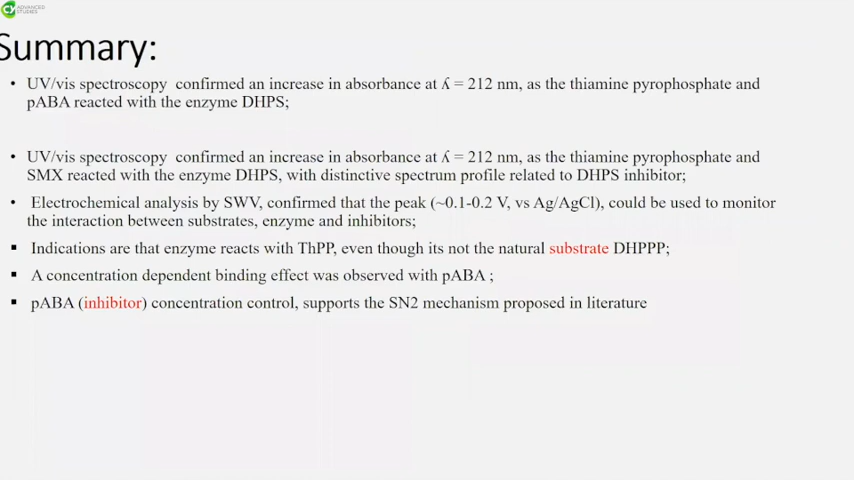 ADVANCED
STUDIES
Summary:
• UV/vis spectroscopy confirmed an increase in absorbance at ʎ = 212 nm, as the thiamine pyrophosphate and
pABA reacted with the enzyme DHPS;
• UV/vis spectroscopy confirmed an increase in absorbance at ʎ = 212 nm, as the thiamine pyrophosphate and
SMX reacted with the enzyme DHPS, with distinctive spectrum profile related to DHPS inhibitor;
• Electrochemical analysis by SWV, confirmed that the peak (~0.1-0.2 V, vs Ag/AgCl), could be used to monitor
the interaction between substrates, enzyme and inhibitors;
▪ Indications are that enzyme reacts with ThPP, even though its not the natural substrate DHPPP;
▪ A concentration dependent binding effect was observed with pABA ;
▪ pABA (inhibitor) concentration control, supports the SN2 mechanism proposed in literature